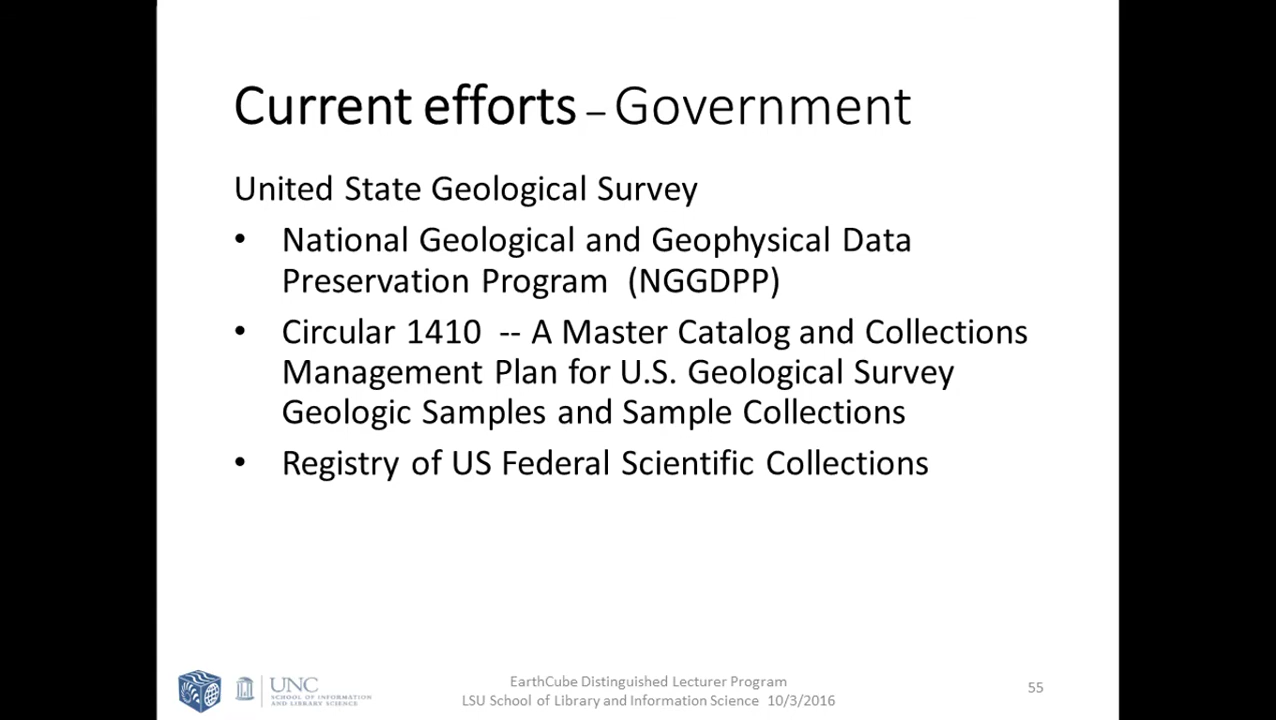 Current efforts – Government
United State Geological Survey
• National Geological and Geophysical Data
Preservation Program (NGGDPP)
• Circular 1410 -- A Master Catalog and Collections
Management Plan for U.S. Geological Survey
Geologic Samples and Sample Collections
• Registry of US Federal Scientific Collections
UNC
SCHOOL OF INFORMATION
AND LIBRARY SCIENCE
EarthCube Distinguished Lecturer Program
LSU School of Library and Information Science 10/3/2016
55